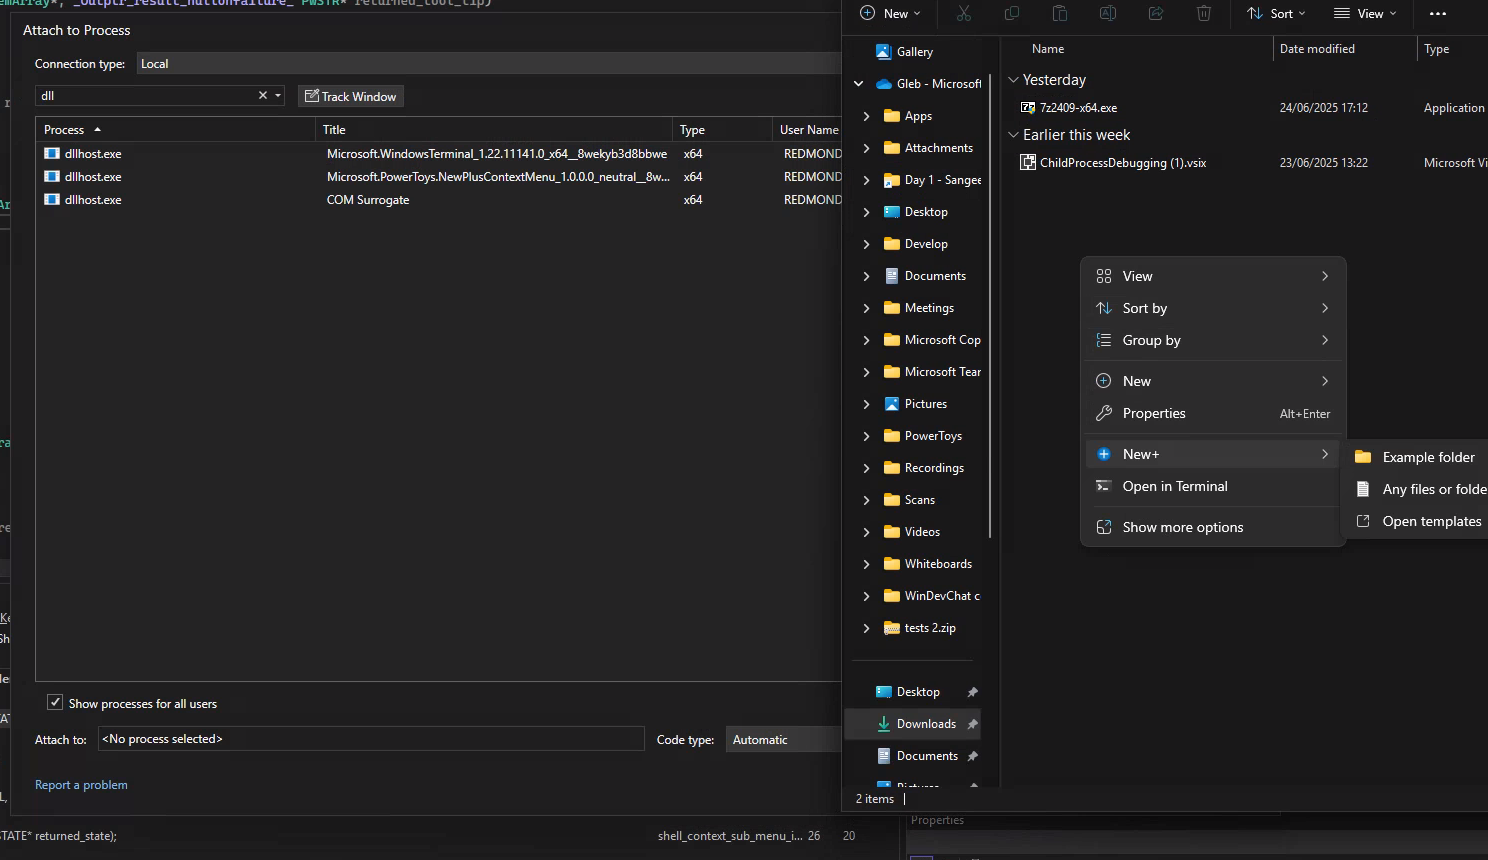 emArray*, _Outptr_result_nullonfailure_ PWSTR* returned_tool_tip)
Attach to Process
Connection type:
Local
dll
Track Window
Process
Title
Type
User Name
dllhost.exe
Microsoft.WindowsTerminal_1.22.11141.0_x64__8wekyb3d8bbwe
x64
REDMOND
dllhost.exe
Microsoft.PowerToys.NewPlusContextMenu_1.0.0.0_neutral__8w...
x64
REDMOND
dllhost.exe
COM Surrogate
x64
REDMOND
Show processes for all users
Attach to:
<No process selected>
Code type:
Automatic
Report a problem
STATE* returned_state);
shell_context_sub_menu_i...
26
20
New
Sort
View
Gallery
Gleb - Microsoft
Apps
Attachments
Day 1 - Sangee
Desktop
Develop
Documents
Meetings
Microsoft Cop
Microsoft Tear
Pictures
PowerToys
Recordings
Scans
Videos
Whiteboards
WinDevChat c
tests 2.zip
Desktop
Downloads
Documents
Pictures
2 items
Properties
Name
Date modified
Type
Yesterday
7z2409-x64.exe
24/06/2025 17:12
Application
Earlier this week
ChildProcessDebugging (1).vsix
23/06/2025 13:22
Microsoft Vi
View
Sort by
Group by
New
Properties
Alt+Enter
New+
Open in Terminal
Show more options
Example folder
Any files or folde
Open templates